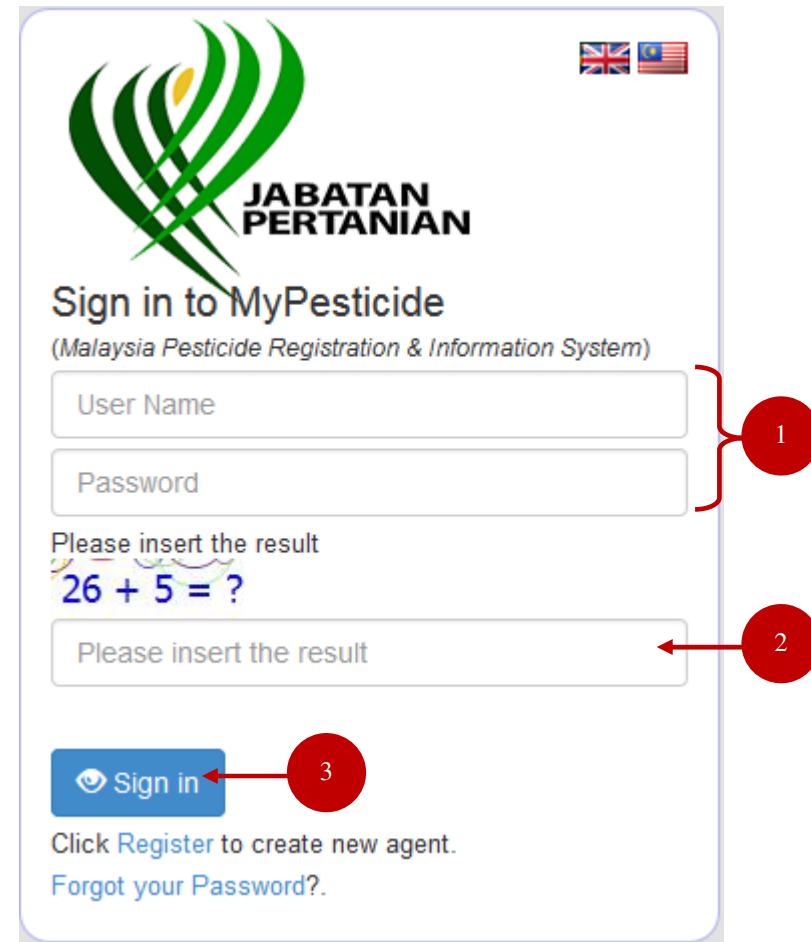 JABATAN
PERTANIAN
Sign in to MyPesticide
(Malaysia Pesticide Registration & Information System)
User Name
1
Password
Please insert the result
26 + 5 = ?
Please insert the result
2
Sign in
3
Click Register to create new agent.
Forgot your Password?.